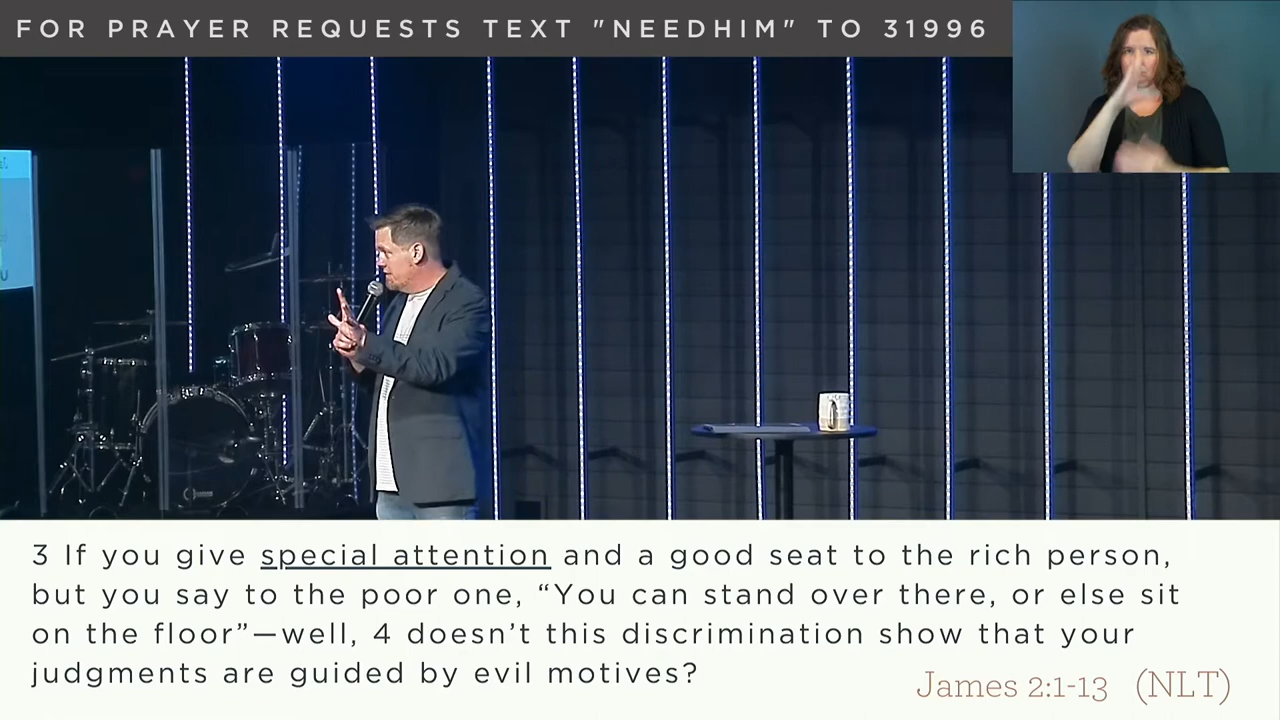 FOR PRAYER REQUESTS TEXT "NEEDHIM" TO 31996
3 If you give special attention and a good seat to the rich person,
but you say to the poor one, “You can stand over there, or else sit
on the floor”—well, 4 doesn’t this discrimination show that your
judgments are guided by evil motives?
James 2:1-13 (NLT)